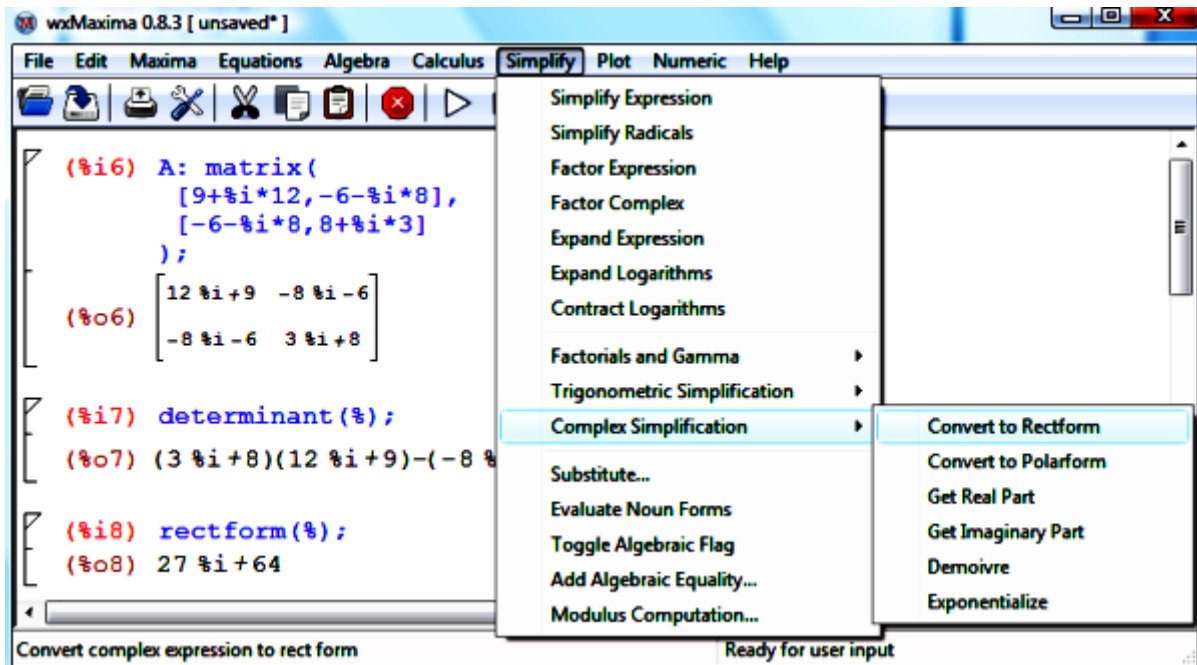 wxMaxima 0.8.3 [ unsaved* ]
File Edit Maxima Equations Algebra Calculus Simplify Plot Numeric Help
(%i6) A: matrix(
[9+%i*12,-6-%i*8],
[-6-%i*8,8+%i*3]
);
(%o6)
12 %i+9 -8 %i-6
-8 %i-6 3 %i+8
(%i7) determinant(%);
(%o7) (3 %i+8)(12 %i+9)-(-8 %
(%i8) rectform(%);
(%o8) 27 %i+64
Simplify Expression
Simplify Radicals
Factor Expression
Factor Complex
Expand Expression
Expand Logarithms
Contract Logarithms
Factorials and Gamma
Trigonometric Simplification
Complex Simplification
Substitute...
Evaluate Noun Forms
Toggle Algebraic Flag
Add Algebraic Equality...
Modulus Computation...
Convert to Rectform
Convert to Polarform
Get Real Part
Get Imaginary Part
Demoivre
Exponentialize
Convert complex expression to rect form
Ready for user input